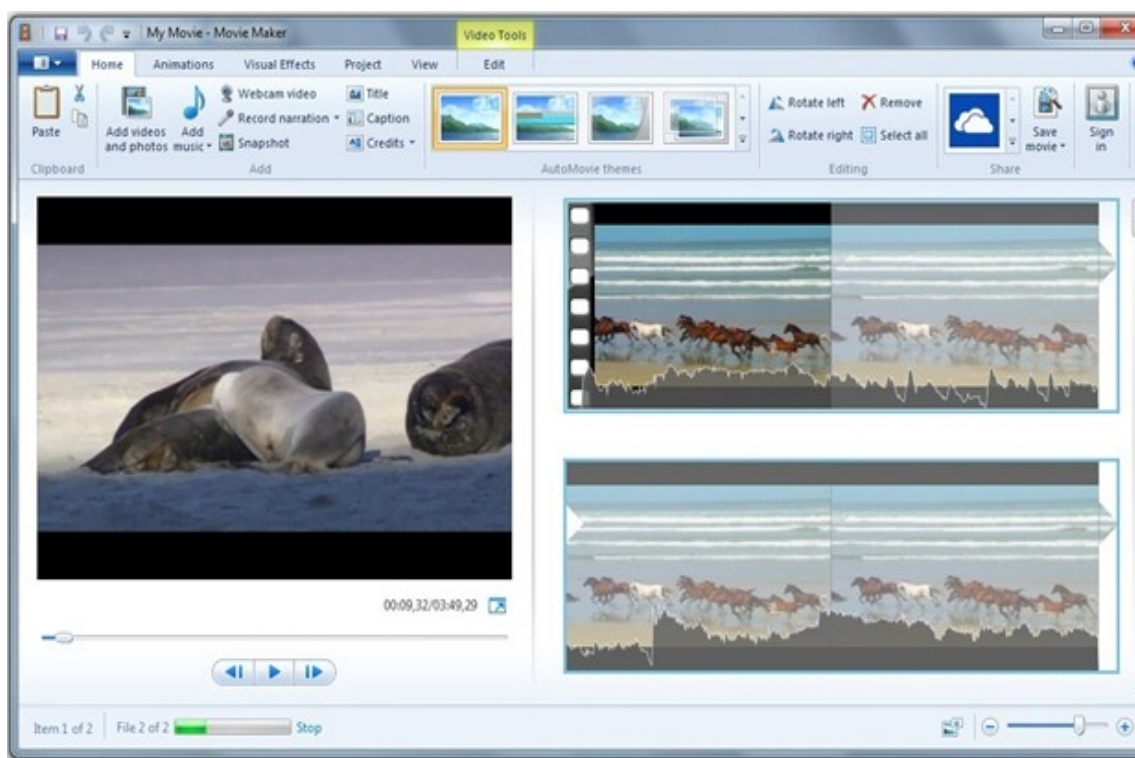 My Movie - Movie Maker
Video Tools
Home Animations Visual Effects Project View Edit
Paste
Clipboard
Add videos and photos
Add music
Webcam video
Record narration
Snapshot
Title
Caption
Credits
Add
AutoMovie themes
Rotate left
Rotate right
Remove
Select all
Editing
Save movie
Share
Sign in
00:09,32/03:49,29
Item 1 of 2
File 2 of 2
Stop